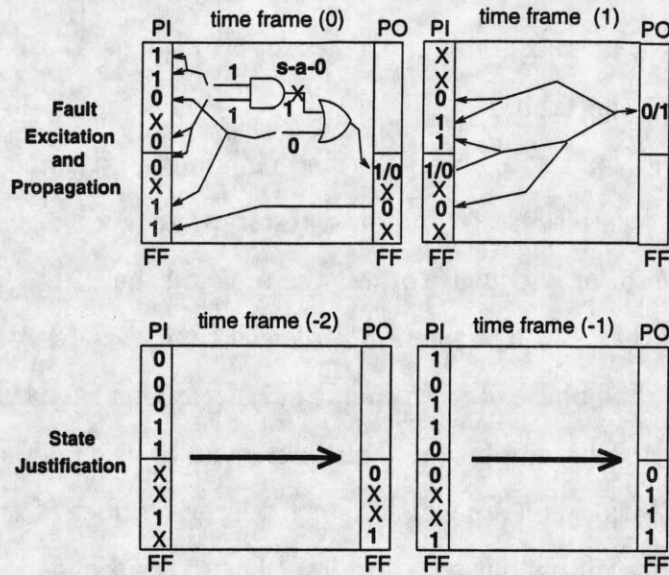 PI time frame (0) PO PI time frame (1) PO
Fault
Excitation
and
Propagation
1
1
0
X
0
0
X
1
1
FF
1
1
s-a-0
1
0
1/0
X
0
X
FF
X
X
0
1
1
1/0
X
0
X
FF
0/1
FF
PI time frame (-2) PO PI time frame (-1) PO
State
Justification
0
0
0
1
1
X
X
1
X
FF
0
X
X
1
FF
1
0
1
1
0
0
X
X
1
FF
0
1
1
1
FF